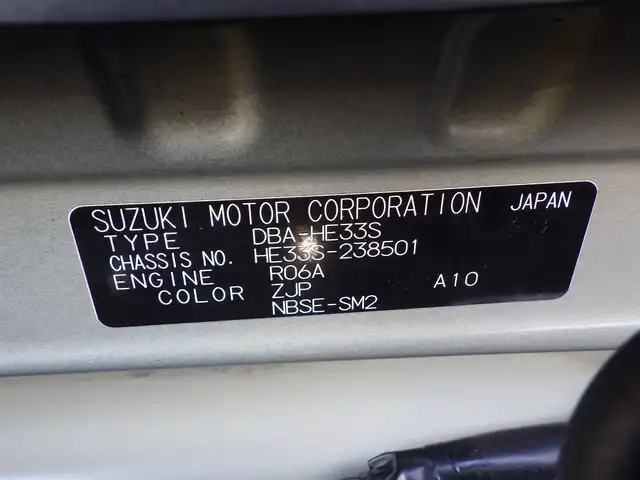 SUZUKI MOTOR CORPORATION JAPAN
TYPE DBA-HE33S
CHASSIS NO. HE33S-238501
ENGINE R06A
COLOR ZJP A10
NBSE-SM2